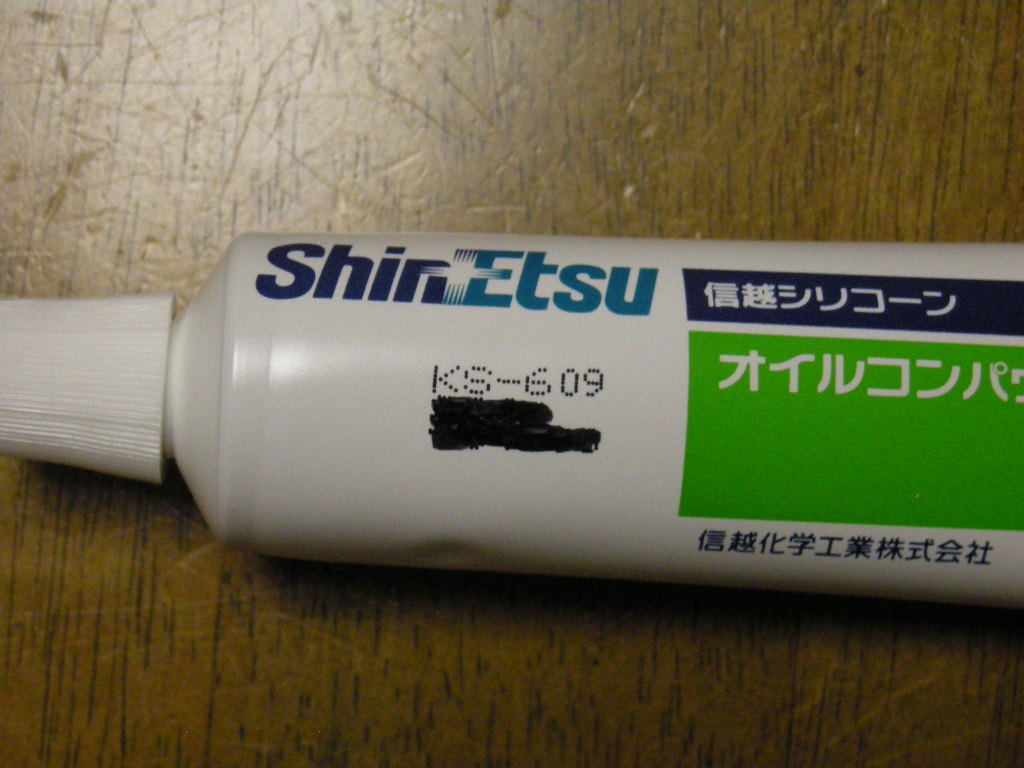 ShinEtsu
信越シリコーン
オイルコンパウ
KS-609
信越化学工業株式会社